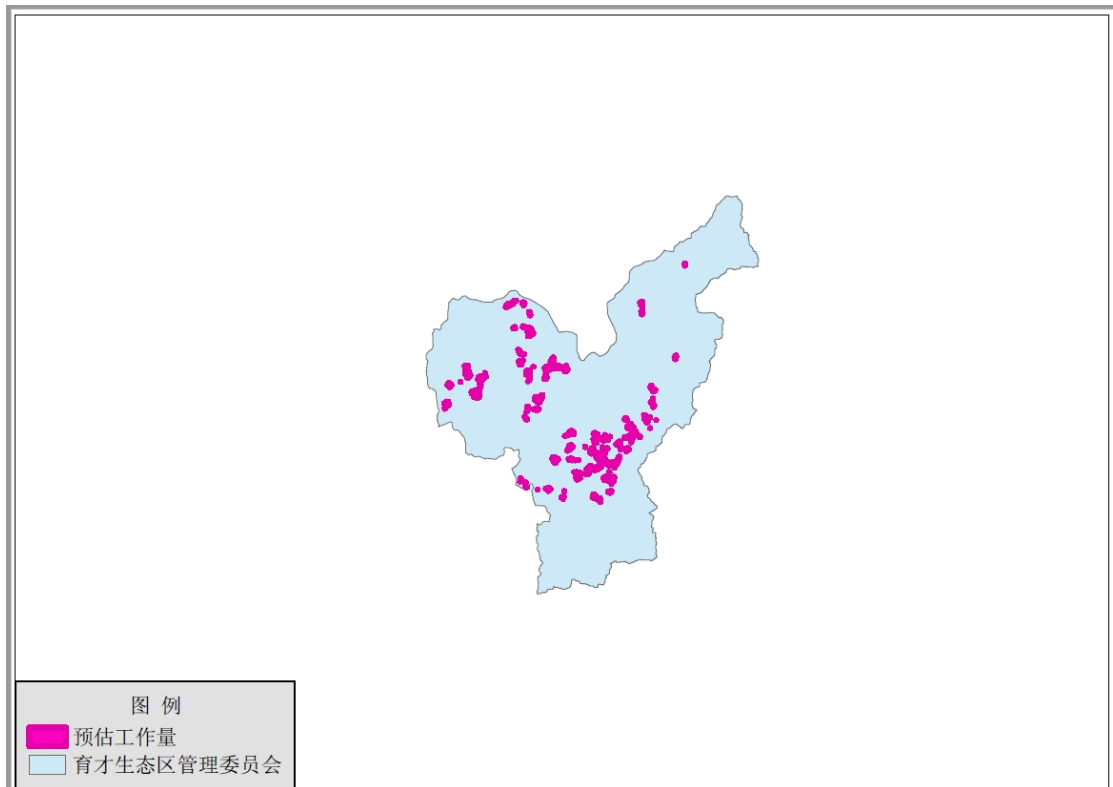 图 例
预估工作量
育才生态区管理委员会